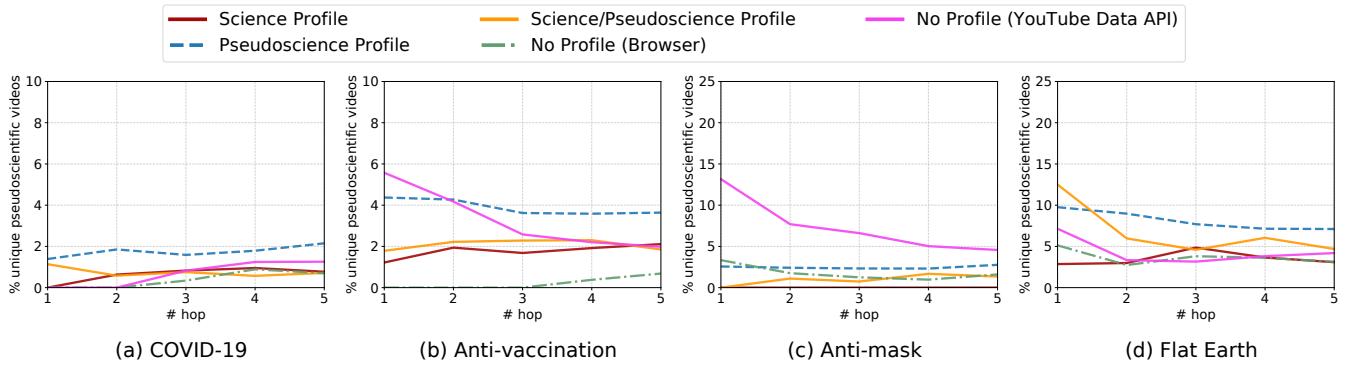 Science Profile
Pseudoscience Profile
Science/Pseudoscience Profile
No Profile (Browser)
No Profile (YouTube Data API)
% unique pseudoscientific videos
10
8
6
4
2
0
1 2 3 4 5
# hop
(a) COVID-19
% unique pseudoscientific videos
10
8
6
4
2
0
1 2 3 4 5
# hop
(b) Anti-vaccination
% unique pseudoscientific videos
25
20
15
10
5
0
1 2 3 4 5
# hop
(c) Anti-mask
% unique pseudoscientific videos
25
20
15
10
5
0
1 2 3 4 5
# hop
(d) Flat Earth